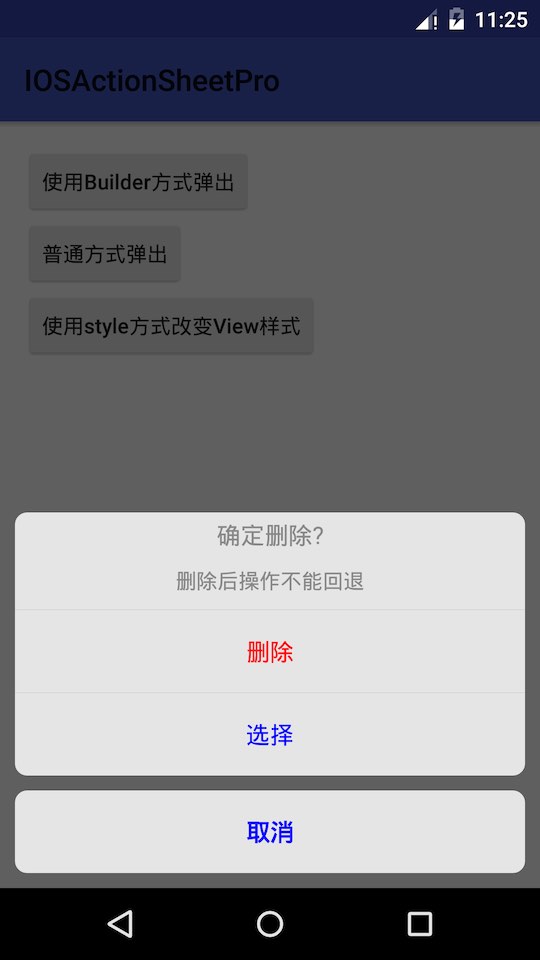 11:25
IOSActionSheetPro
使用Builder方式弹出
普通方式弹出
使用style方式改变View样式
确定删除?
删除后操作不能回退
删除
选择
取消